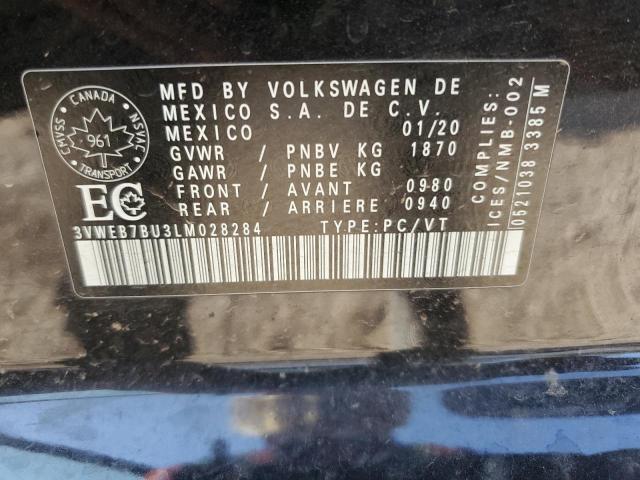 CANADA
CMVSS
961
NSVAC
TRANSPORT
EC
MFD BY VOLKSWAGEN DE
MEXICO S.A. DE C.V.
MEXICO 01/20
GVWR / PNBV KG 1870
GAWR / PNBE KG
FRONT / AVANT 0980
REAR / ARRIERE 0940
3VWEB7BU3LM028284 TYPE:PC/VT
COMPLIES:
ICES/NMB-002
0521038 3385 M